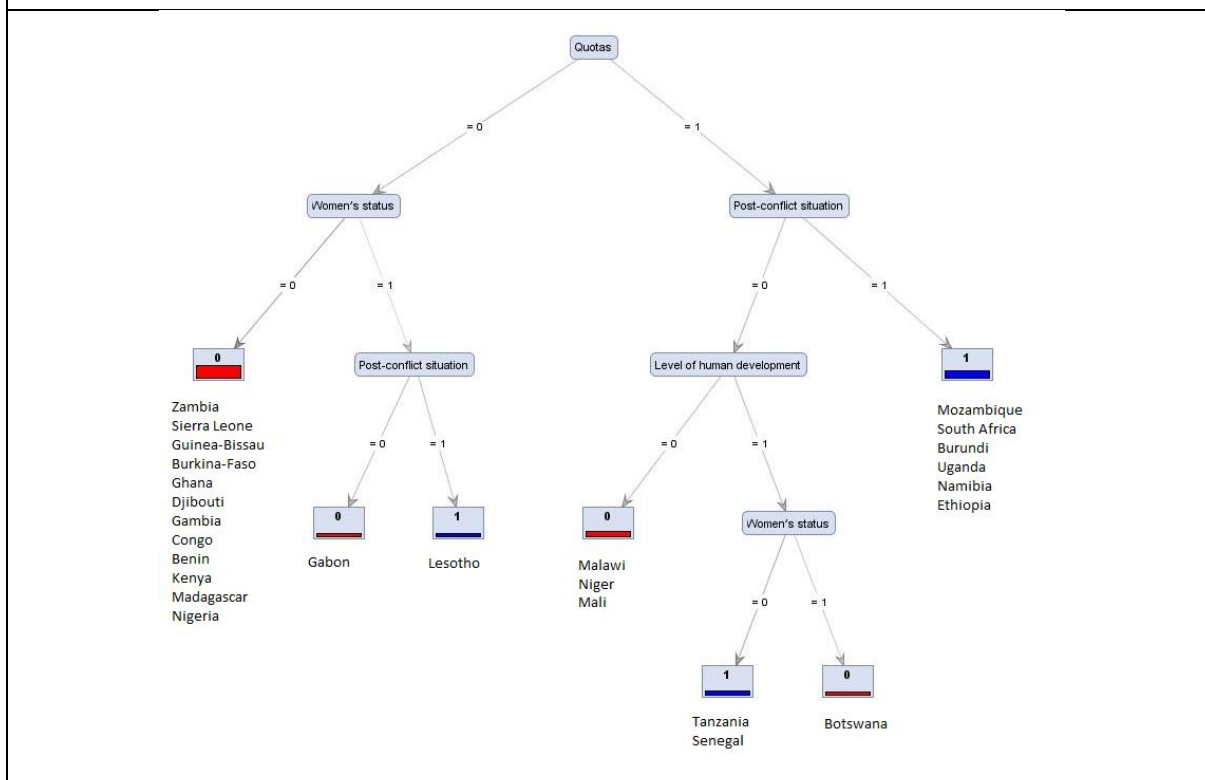 Quotas
= 0
= 1
Women's status
Post-conflict situation
= 0
= 1
= 0
= 1
0
Post-conflict situation
Level of human development
1
Zambia
Sierra Leone
Guinea-Bissau
Burkina-Faso
Ghana
Djibouti
Gambia
Congo
Benin
Kenya
Madagascar
Nigeria
= 0
= 1
= 0
= 1
Mozambique
South Africa
Burundi
Uganda
Namibia
Ethiopia
0
1
0
Women's status
Gabon
Lesotho
Malawi
Niger
Mali
= 0
= 1
1
0
Tanzania
Senegal
Botswana